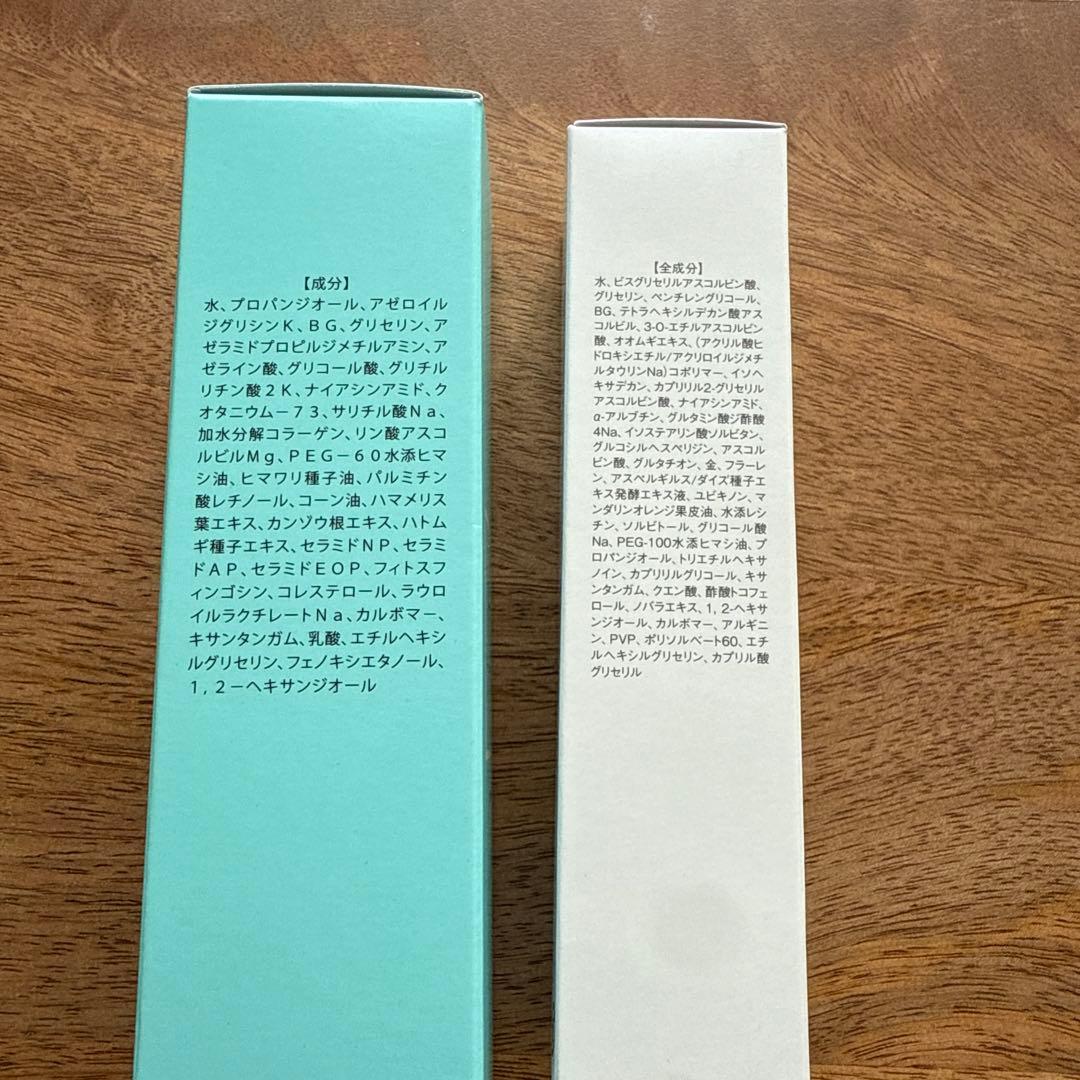 【成分】
水、プロパンジオール、アゼロイル
ジグリシンＫ、ＢＧ、グリセリン、ア
ゼラミドプロピルジメチルアミン、ア
ゼライン酸、グリコール酸、グリチル
リチン酸２Ｋ、ナイアシンアミド、ク
オタニウム－７３、サリチル酸Ｎａ、
加水分解コラーゲン、リン酸アスコ
ルビルＭｇ、ＰＥＧ－６０水添ヒマ
シ油、ヒマワリ種子油、パルミチン
酸レチノール、コーン油、ハマメリス
葉エキス、カンゾウ根エキス、ハトム
ギ種子エキス、セラミドＮＰ、セラミ
ドＡＰ、セラミドＥＯＰ、フィトスフ
ィンゴシン、コレステロール、ラウロ
イルラクチレートＮａ、カルボマー、
キサンタンガム、乳酸、エチルヘキシ
ルグリセリン、フェノキシエタノール、
１，２－ヘキサンジオール
【全成分】
水、ビスグリセリルアスコルビン酸、
グリセリン、ペンチレングリコール、
BG、テトラヘキシルデカン酸アス
コルビル、3-O-エチルアスコルビン
酸、オオムギエキス、(アクリル酸ヒ
ドロキシエチル/アクリロイルジメチ
ルタウリンNa)コポリマー、イソヘ
キサデカン、カプリリル2-グリセリル
アスコルビン酸、ナイアシンアミド、
α-アルブチン、グルタミン酸ジ酢酸
4Na、イソステアリン酸ソルビタン、
グルコシルヘスペリジン、アスコル
ビン酸、グルタチオン、金、フラーレ
ン、アスペルギルス/ダイズ種子エ
キス発酵エキス液、ユビキノン、マ
ンダリンオレンジ果皮油、水添レシ
チン、ソルビトール、グリコール酸
Na、PEG-100水添ヒマシ油、プ
ロパンジオール、トリエチルヘキサ
ノイン、カプリリルグリコール、キサ
ンタンガム、クエン酸、酢酸トコフェ
ロール、ノバラエキス、1，2-ヘキサ
ンジオール、カルボマー、アルギニ
ン、PVP、ポリソルベート60、エチ
ルヘキシルグリセリン、カプリル酸
グリセリル